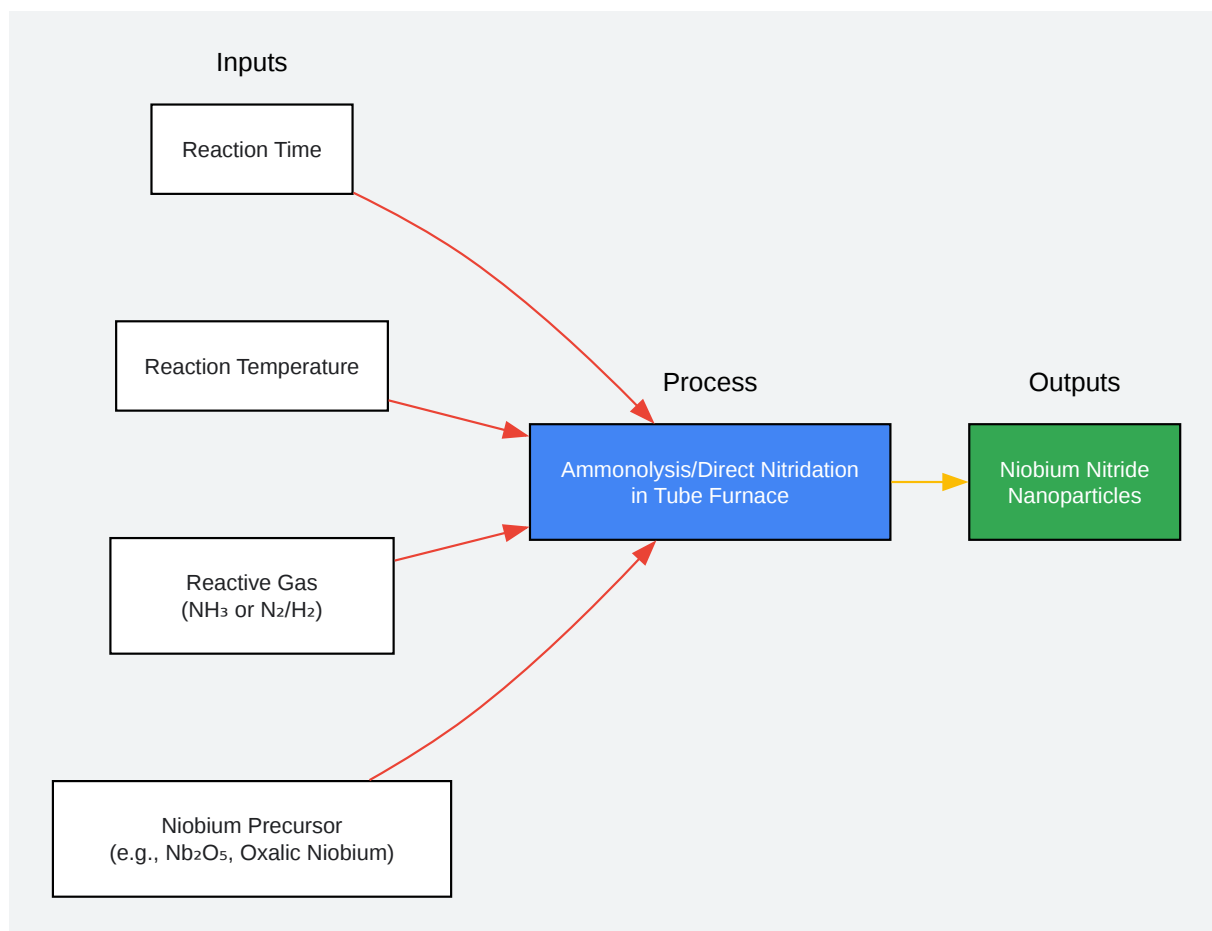 Inputs
Reaction Time
Reaction Temperature
Reactive Gas
(NH₃ or N₂/H₂)
Niobium Precursor
(e.g., Nb₂O₅, Oxalic Niobium)
Process
Ammonolysis/Direct Nitridation
in Tube Furnace
Outputs
Niobium Nitride
Nanoparticles